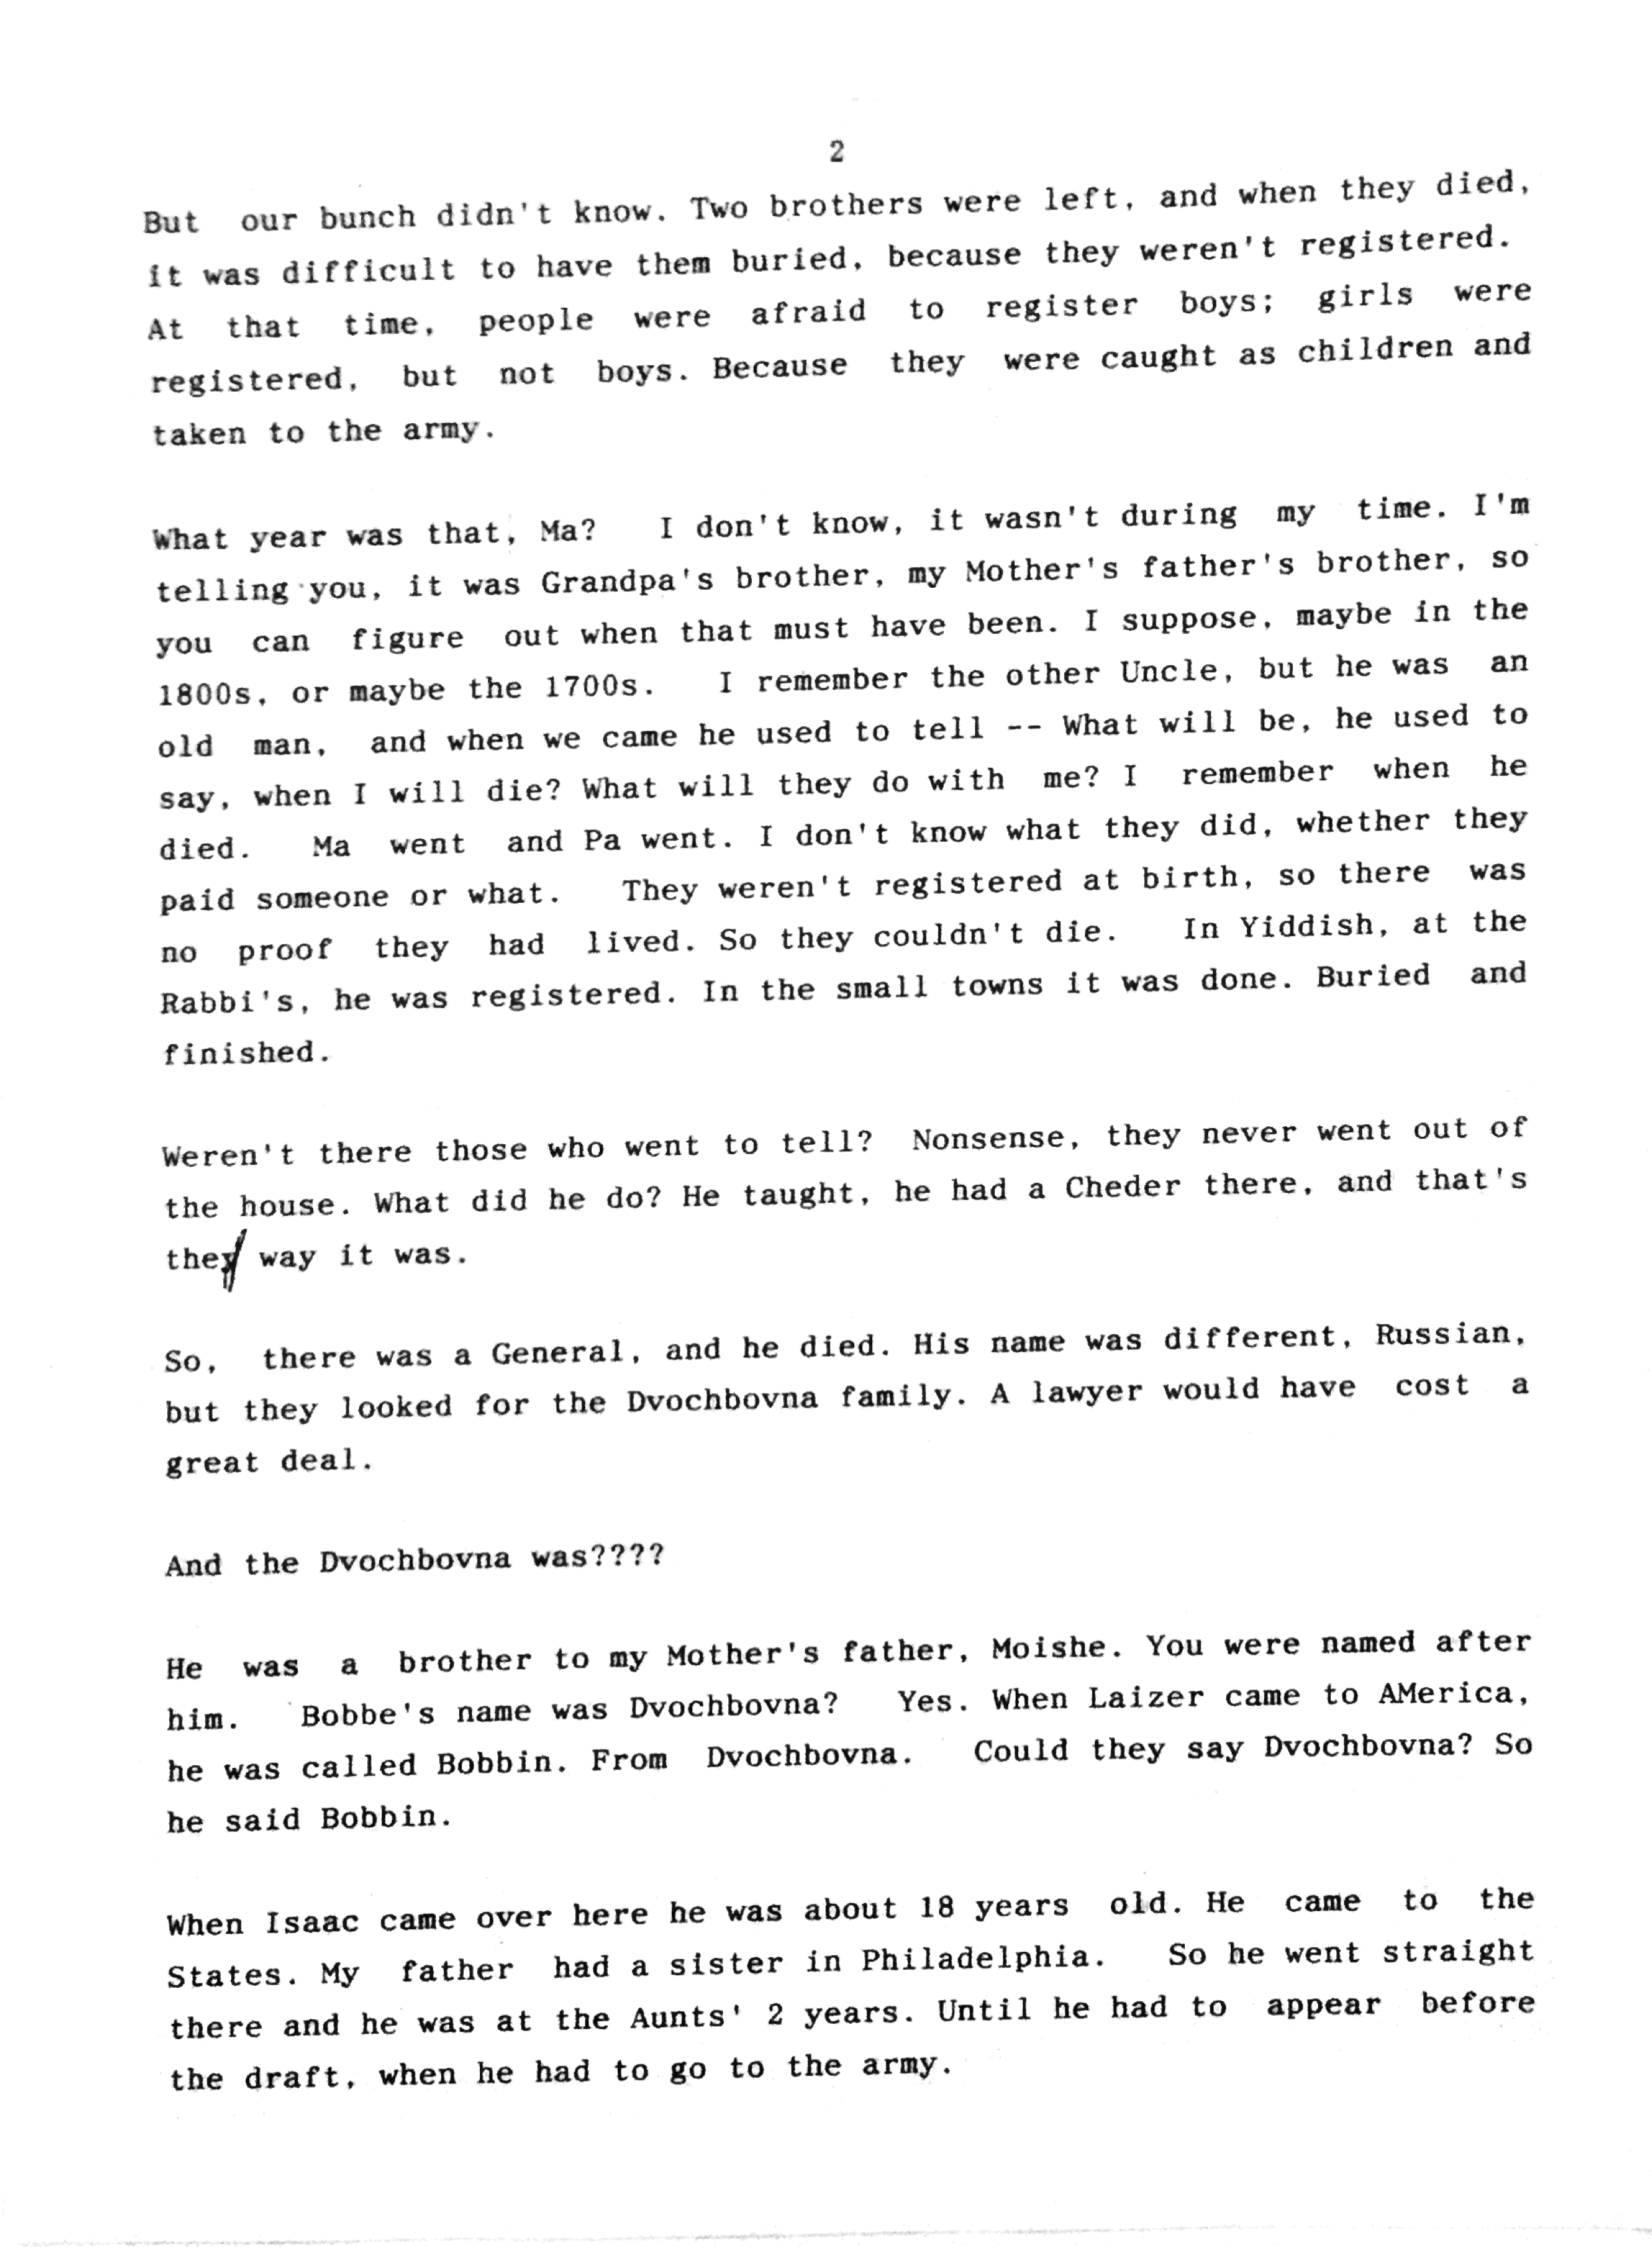 2
But our bunch didn't know. Two brothers were left, and when they died,
it was difficult to have them buried, because they weren't registered.
At that time, people were afraid to register boys; girls were
registered, but not boys. Because they were caught as children and
taken to the army.
What year was that, Ma? I don't know, it wasn't during my time. I'm
telling you, it was Grandpa's brother, my Mother's father's brother, so
you can figure out when that must have been. I suppose, maybe in the
1800s, or maybe the 1700s. I remember the other Uncle, but he was an
old man, and when we came he used to tell -- What will be, he used to
say, when I will die? What will they do with me? I remember when he
died. Ma went and Pa went. I don't know what they did, whether they
paid someone or what. They weren't registered at birth, so there was
no proof they had lived. So they couldn't die. In Yiddish, at the
Rabbi's, he was registered. In the small towns it was done. Buried and
finished.
Weren't there those who went to tell? Nonsense, they never went out of
the house. What did he do? He taught, he had a Cheder there, and that's
they way it was.
So, there was a General, and he died. His name was different, Russian,
but they looked for the Dvochbovna family. A lawyer would have cost a
great deal.
And the Dvochbovna was????
He was a brother to my Mother's father, Moishe. You were named after
him. Bobbe's name was Dvochbovna? Yes. When Laizer came to AMerica,
he was called Bobbin. From Dvochbovna. Could they say Dvochbovna? So
he said Bobbin.
When Isaac came over here he was about 18 years old. He came to the
States. My father had a sister in Philadelphia. So he went straight
there and he was at the Aunts' 2 years. Until he had to appear before
the draft, when he had to go to the army.